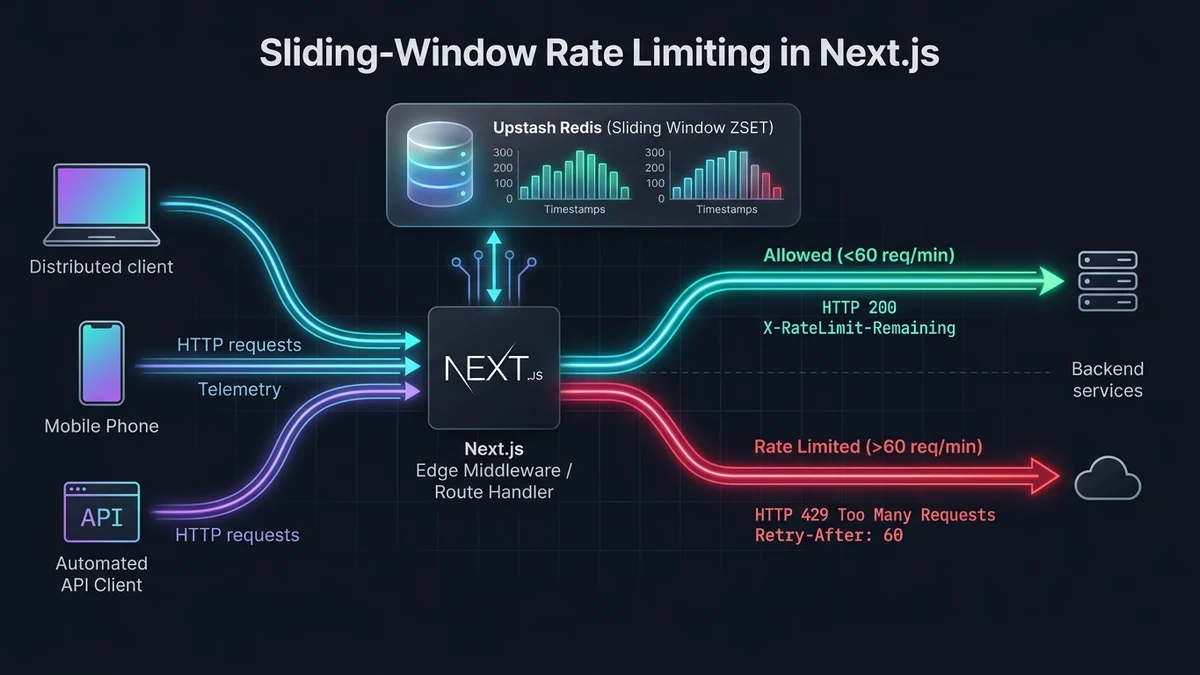 Sliding-Window Rate Limiting in Next.js
Upstash Redis (Sliding Window ZSET)
300
200
100
0
Timestamps
300
200
100
0
Timestamps
Distributed client
HTTP requests
Telemetry
Mobile Phone
API
HTTP requests
Automated
API Client
NEXT.JS
Next.js
Edge Middleware /
Route Handler
Allowed (<60 req/min)
HTTP 200
X-RateLimit-Remaining
Backend
services
Rate Limited (>60 req/min)
HTTP 429 Too Many Requests
Retry-After: 60